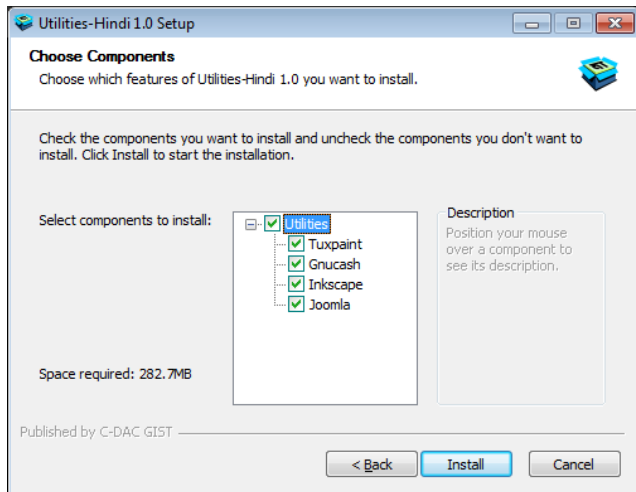 Utilities-Hindi 1.0 Setup
Choose Components
Choose which features of Utilities-Hindi 1.0 you want to install.
Check the components you want to install and uncheck the components you don't want to
install. Click Install to start the installation.
Select components to install:
Utilities
Tuxpaint
Gnucash
Inkscape
Joomla
Description
Position your mouse
over a component to
see its description.
Space required: 282.7MB
Published by C-DAC GIST
< Back
Install
Cancel